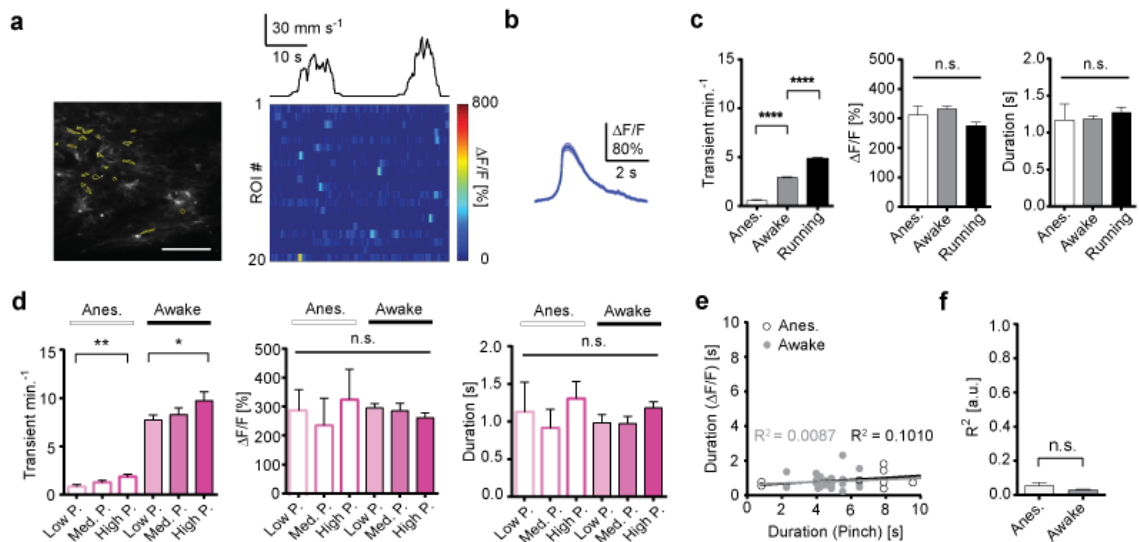 a
30 mm s-1
10 s
1
ROI #
20
800
ΔF/F [%]
0
b
ΔF/F
80%
2 s
c
Transient min.-1
15
10
5
0
****
****
Anes.
Awake
Running
ΔF/F [%]
500
400
300
200
100
0
n.s.
Anes.
Awake
Running
Duration [s]
2.0
1.5
1.0
0.5
0.0
n.s.
Anes.
Awake
Running
d
Anes.
Awake
Transient min.-1
15
10
5
0
**
*
Low P.
Med. P.
High P.
Low P.
Med. P.
High P.
Anes.
Awake
ΔF/F [%]
500
400
300
200
100
0
n.s.
Low P.
Med. P.
High P.
Low P.
Med. P.
High P.
Anes.
Awake
Duration [s]
2.0
1.5
1.0
0.5
0.0
n.s.
Low P.
Med. P.
High P.
Low P.
Med. P.
High P.
e
Duration (ΔF/F) [s]
10
8
6
4
2
0
Anes.
Awake
R2 = 0.0087
R2 = 0.1010
0 2 4 6 8 10
Duration (Pinch) [s]
f
R2 [a.u.]
1.0
0.8
0.6
0.4
0.2
0.0
n.s.
Anes.
Awake